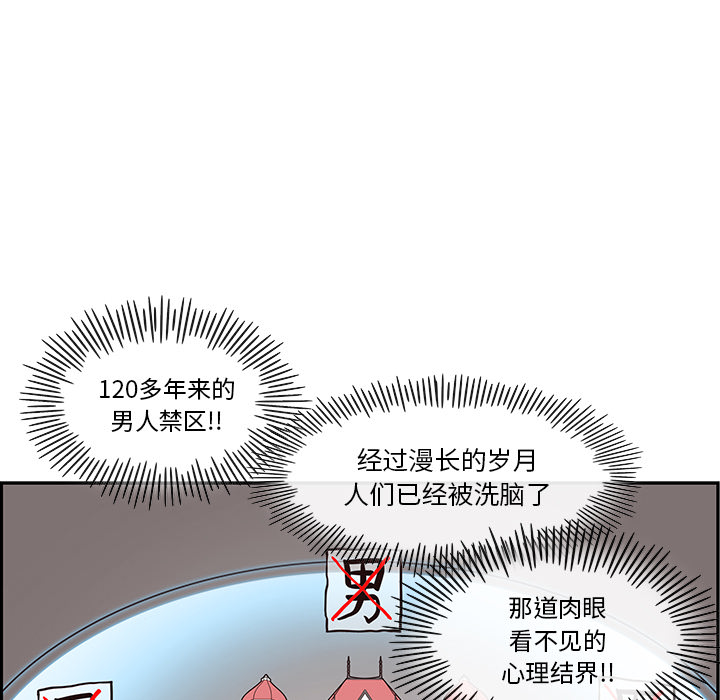 120多年来的
男人禁区!!
经过漫长的岁月
人们已经被洗脑了
男
那道肉眼
看不见的
心理结界!!